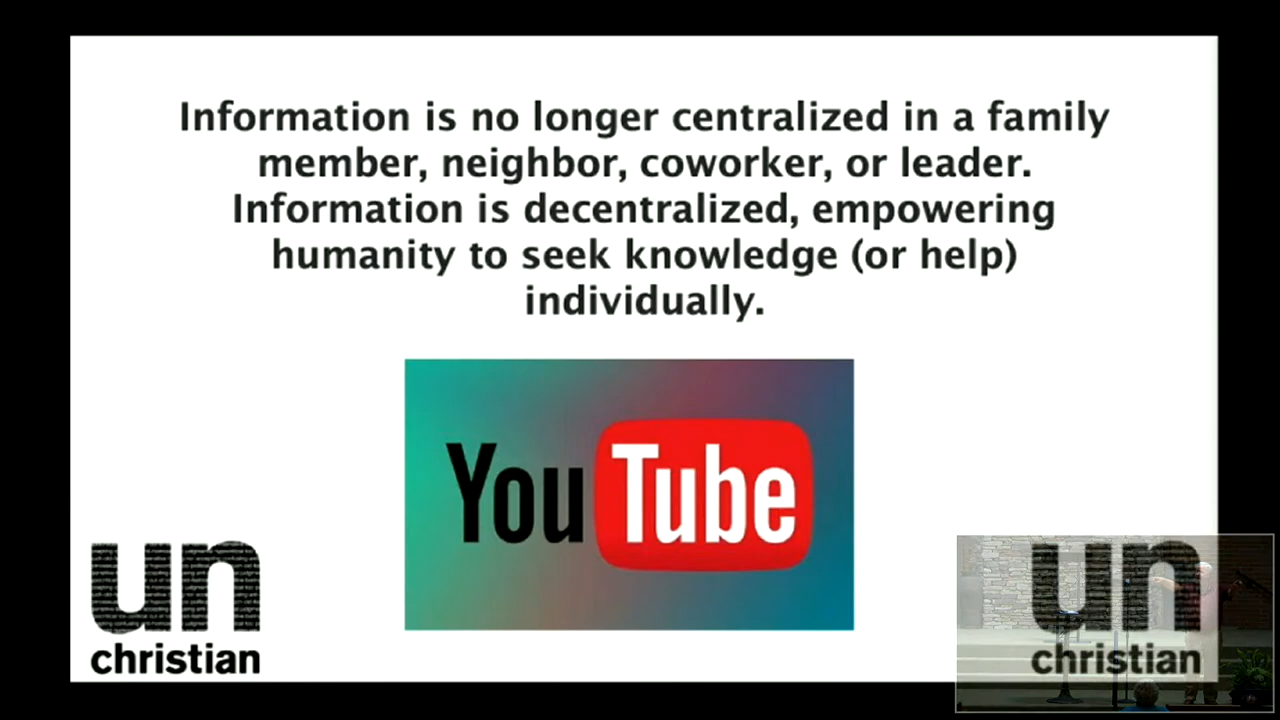 Information is no longer centralized in a family
member, neighbor, coworker, or leader.
Information is decentralized, empowering
humanity to seek knowledge (or help)
individually.
YouTube
un
christian
un
christian